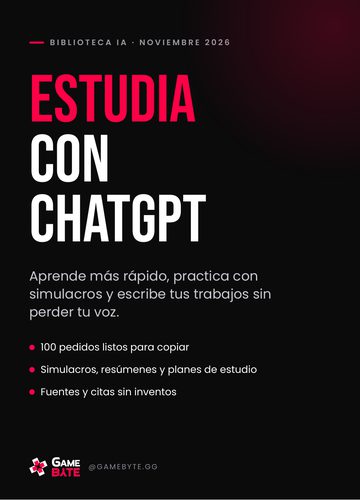 BIBLIOTECA IA · NOVIEMBRE 2026
ESTUDIA
CON
CHATGPT
Aprende más rápido, practica con
simulacros y escribe tus trabajos sin
perder tu voz.
100 pedidos listos para copiar
Simulacros, resúmenes y planes de estudio
Fuentes y citas sin inventos
GAME
BATE
@GAMEBYTE.GG